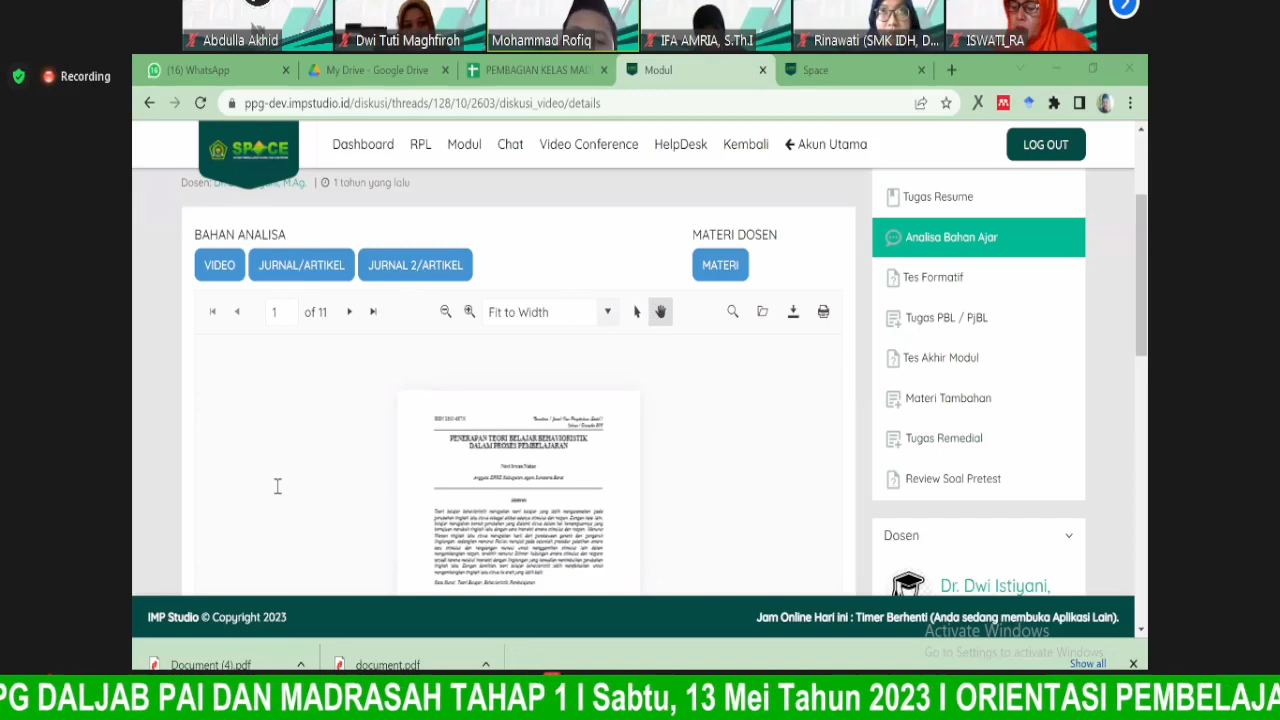 Abdulla Akhid
Dwi Tuti Maghfiroh
Mohammad Rofiq
IFA AMRIA, S.Th.I
Rinawati (SMK IDH, D...
ISWATI_RA
Recording
(16) WhatsApp
My Drive - Google Drive
PEMBAGIAN KELAS MAD
Modul
Space
ppg-dev.impstudio.id/diskusi/threads/128/10/2603/diskusi_video/details
SPACE
Dashboard
RPL
Modul
Chat
Video Conference
HelpDesk
Kembali
Akun Utama
LOG OUT
Dosen:
M.Ag. | 1 tahun yang lalu
BAHAN ANALISA
MATERI DOSEN
VIDEO
JURNAL/ARTIKEL
JURNAL 2/ARTIKEL
MATERI
1 of 11
Fit to Width
PENERAPAN TEORI BELAJAR BEHAVIORISTIK
DALAM PROSES PEMBELAJARAN
Tugas Resume
Analisa Bahan Ajar
Tes Formatif
Tugas PBL / PjBL
Tes Akhir Modul
Materi Tambahan
Tugas Remedial
Review Soal Pretest
Dosen
Dr. Dwi Istiyani,
IMP Studio © Copyright 2023
Jam Online Hari ini : Timer Berhenti (Anda sedang membuka Aplikasi Lain).
Activate Windows
Go to Settings to activate Windows.
Document (4).pdf
document.pdf
Show all
PG DALJAB PAI DAN MADRASAH TAHAP 1 I Sabtu, 13 Mei Tahun 2023 I ORIENTASI PEMBELAJA